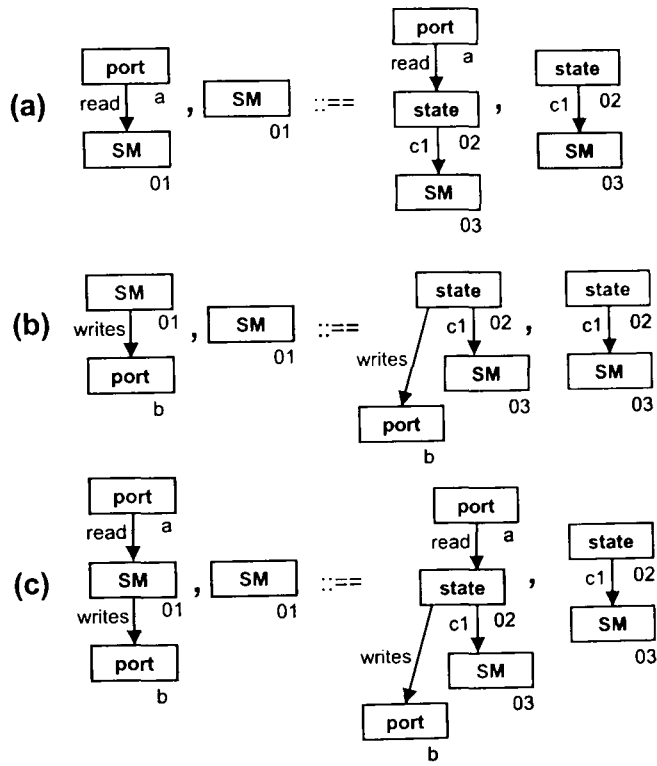 (a)
port
read
a
SM
01
,
SM
01
::==
port
read
a
state
c1
02
SM
03
,
state
c1
02
SM
03
(b)
SM
writes
01
port
b
,
SM
01
::==
state
c1
02
writes
SM
03
port
b
,
state
c1
02
SM
03
(c)
port
read
a
SM
writes
01
port
b
,
SM
01
::==
port
read
a
state
c1
02
writes
SM
03
port
b
,
state
c1
02
SM
03